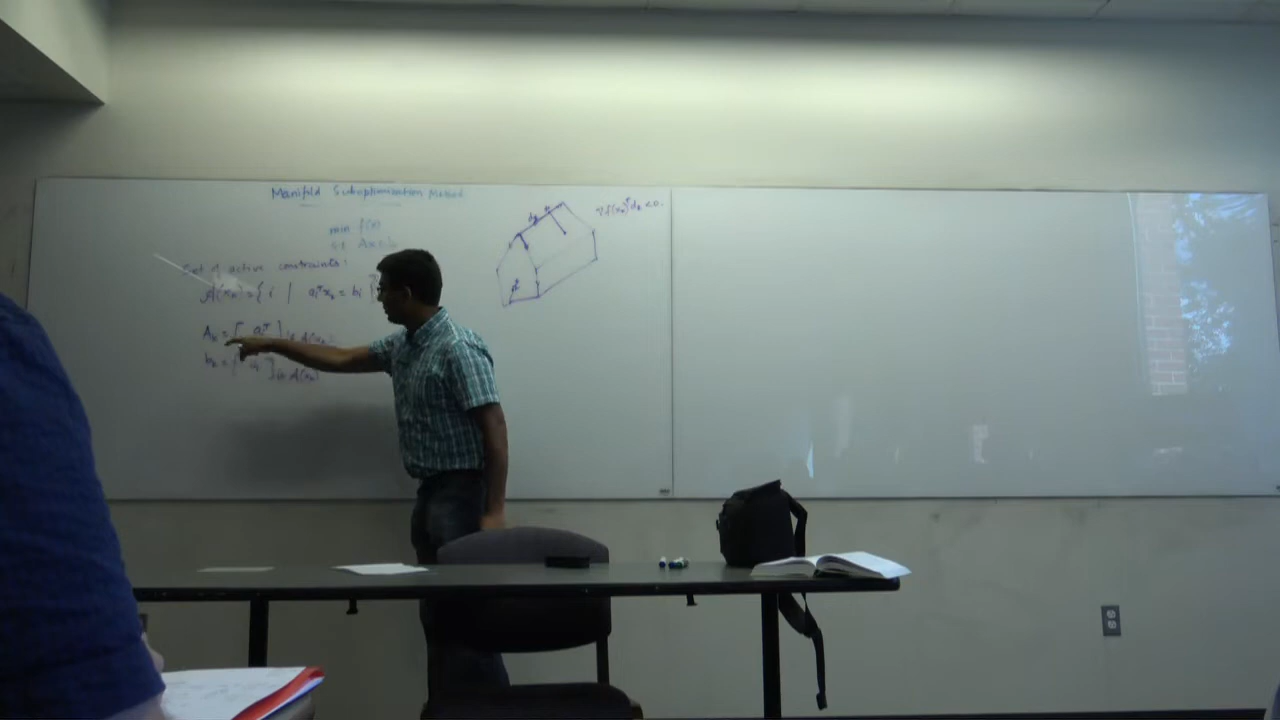 Manifold Suboptimization Method
min f(x)
s.t. Ax ≤ b
Set of active constraints:
A(xₖ) = { i | aᵢᵀxₖ = bᵢ }
Aₖ = [ aᵢᵀ ] i∈A(xₖ)
bₖ = [ bᵢ ] i∈A(xₖ)
dₖ
∇f(xₖ)ᵀdₖ < 0.